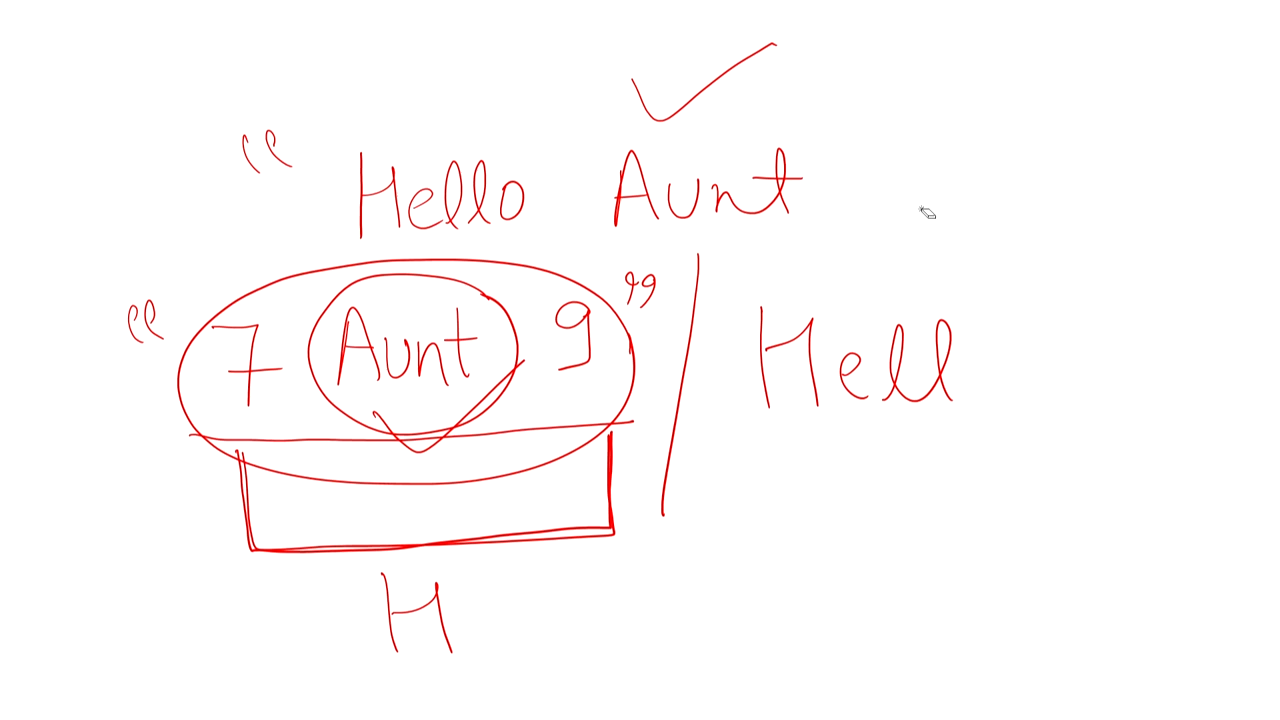 “ Hello Aunt
“ 7 Aunt 9 ”
Hell
H